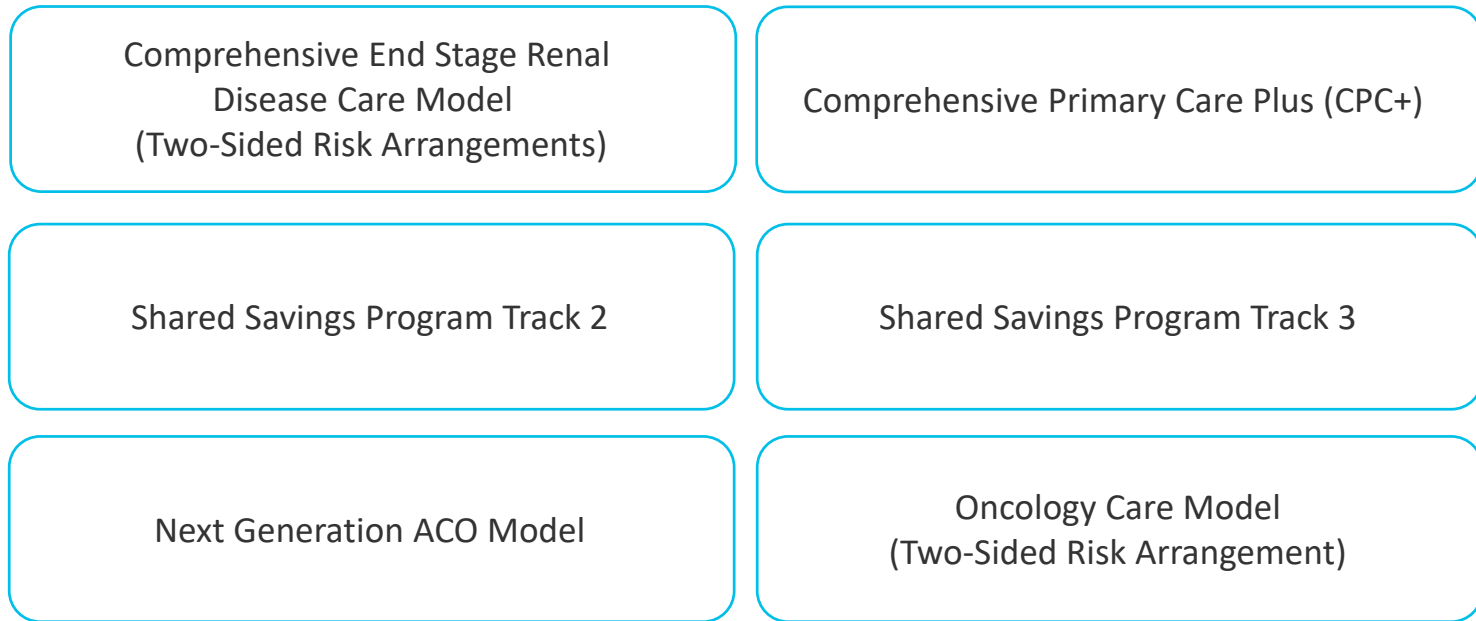 Comprehensive End Stage Renal
Disease Care Model
(Two-Sided Risk Arrangements)
Comprehensive Primary Care Plus (CPC+)
Shared Savings Program Track 2
Shared Savings Program Track 3
Next Generation ACO Model
Oncology Care Model
(Two-Sided Risk Arrangement)